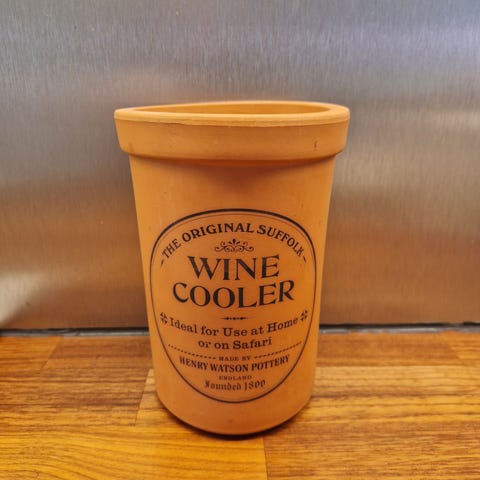 THE ORIGINAL SUFFOLK
WINE
COOLER
Ideal for Use at Home
or on Safari
MADE BY
HENRY WATSON POTTERY
ENGLAND
Founded 1800